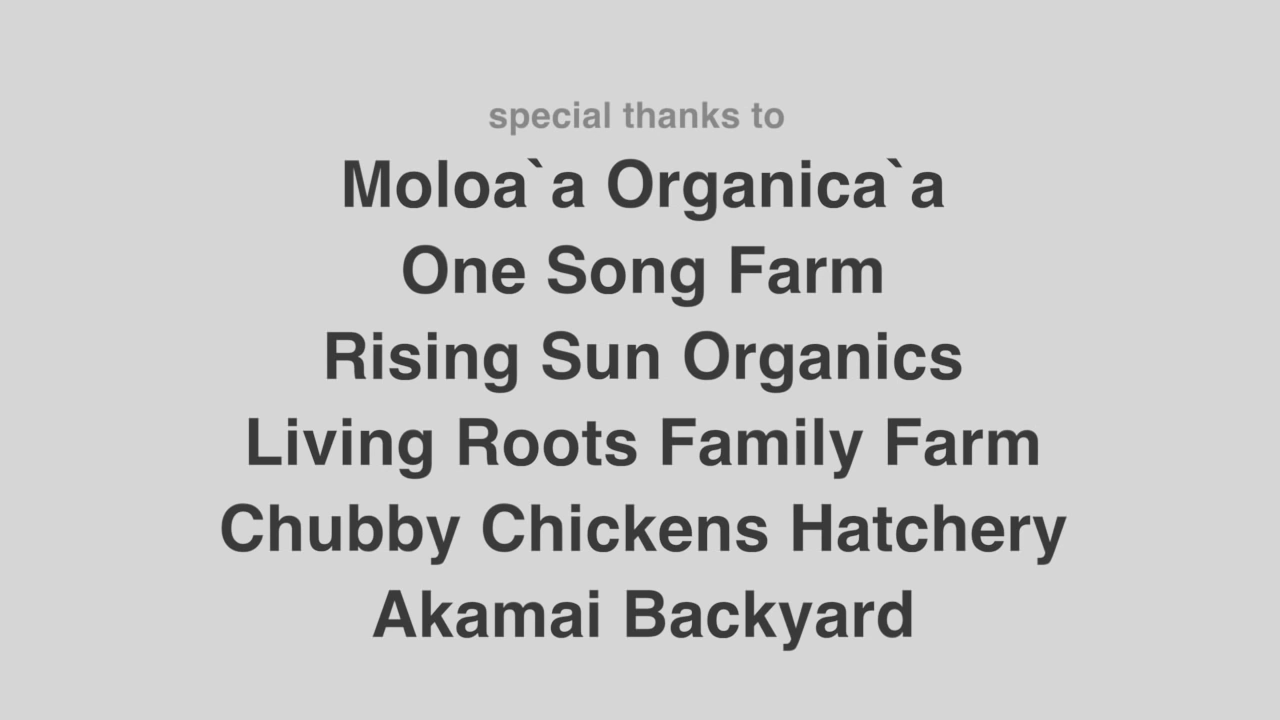 special thanks to
Moloa`a Organica`a
One Song Farm
Rising Sun Organics
Living Roots Family Farm
Chubby Chickens Hatchery
Akamai Backyard